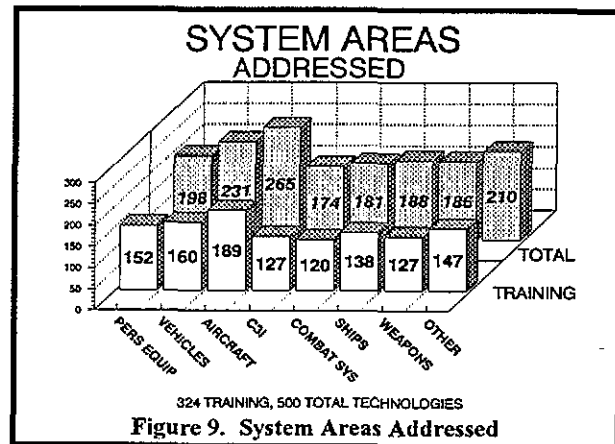 SYSTEM AREAS
ADDRESSED
300
250
200
150
100
50
0
198 231 265 174 181 188 186 210
152 160 189 127 120 138 127 147
TOTAL
TRAINING
PERS EQUIP
VEHICLES
AIRCRAFT
C3I
COMBAT SYS
SHIPS
WEAPONS
OTHER
324 TRAINING, 500 TOTAL TECHNOLOGIES
Figure 9. System Areas Addressed